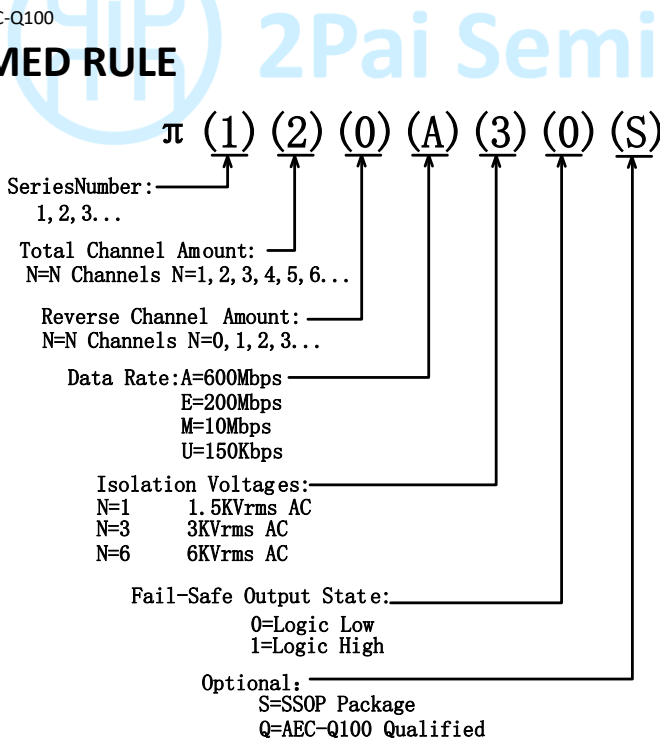 C-Q100
2Pai Semi
MED RULE
π (1) (2) (0) (A) (3) (0) (S)
SeriesNumber:
1,2,3...
Total Channel Amount:
N=N Channels N=1,2,3,4,5,6...
Reverse Channel Amount:
N=N Channels N=0,1,2,3...
Data Rate:A=600Mbps
E=200Mbps
M=10Mbps
U=150Kbps
Isolation Voltages:
N=1 1.5KVrms AC
N=3 3KVrms AC
N=6 6KVrms AC
Fail-Safe Output State:
0=Logic Low
1=Logic High
Optional:
S=SSOP Package
Q=AEC-Q100 Qualified